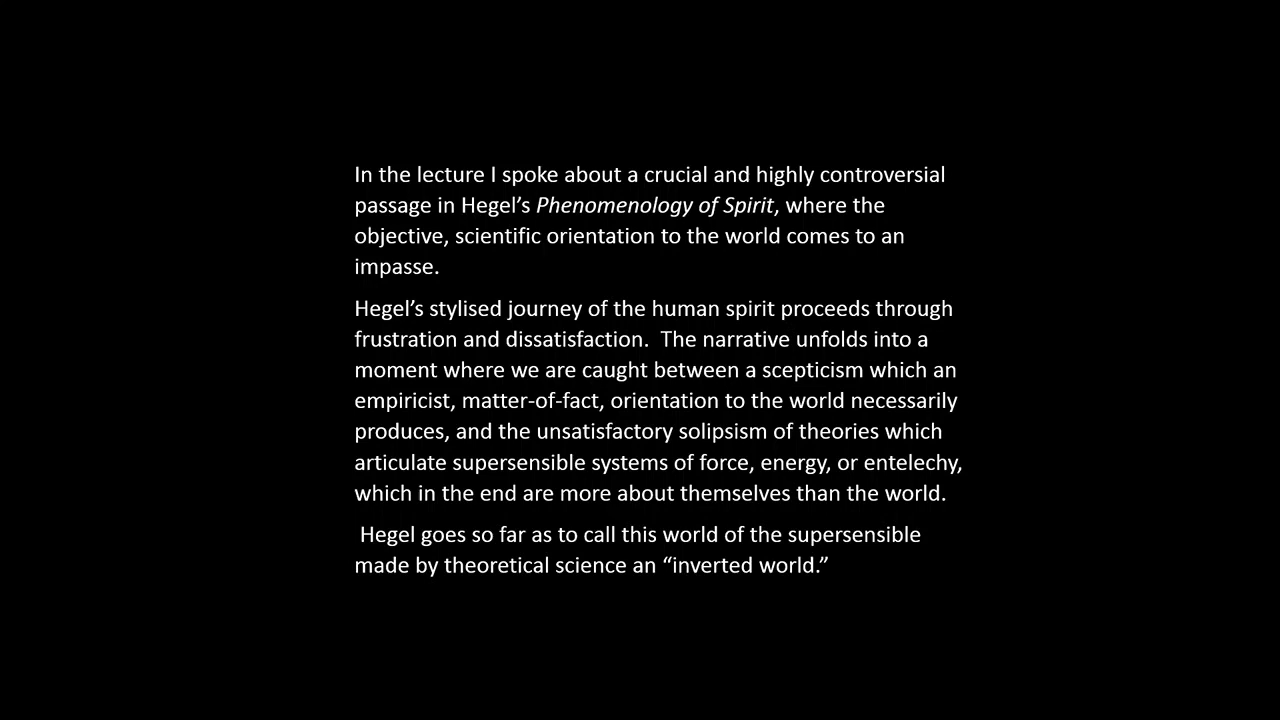 In the lecture I spoke about a crucial and highly controversial
passage in Hegel’s Phenomenology of Spirit, where the
objective, scientific orientation to the world comes to an
impasse.
Hegel’s stylised journey of the human spirit proceeds through
frustration and dissatisfaction.  The narrative unfolds into a
moment where we are caught between a scepticism which an
empiricist, matter-of-fact, orientation to the world necessarily
produces, and the unsatisfactory solipsism of theories which
articulate supersensible systems of force, energy, or entelechy,
which in the end are more about themselves than the world.
Hegel goes so far as to call this world of the supersensible
made by theoretical science an “inverted world.”